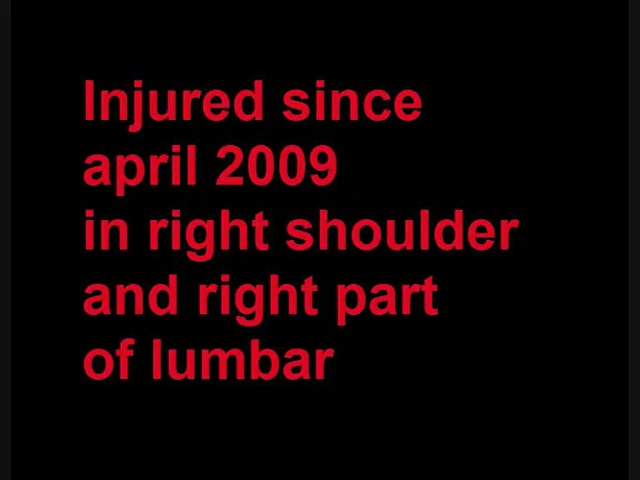 Injured since
april 2009
in right shoulder
and right part
of lumbar